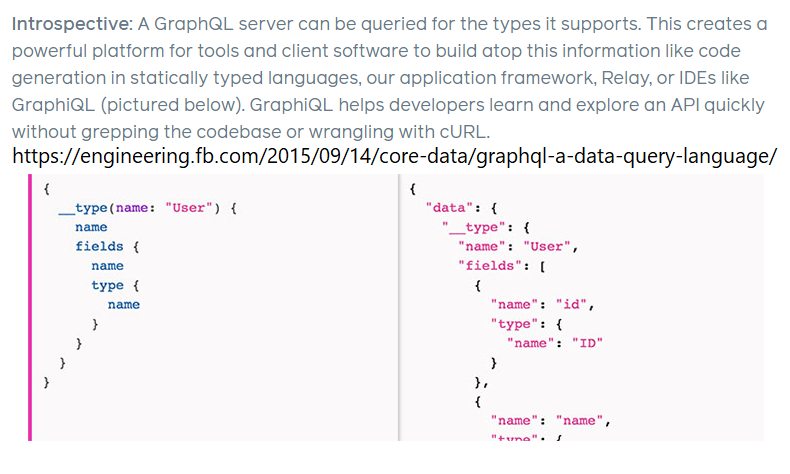 Introspective: A GraphQL server can be queried for the types it supports. This creates a
powerful platform for tools and client software to build atop this information like code
generation in statically typed languages, our application framework, Relay, or IDEs like
GraphiQL (pictured below). GraphiQL helps developers learn and explore an API quickly
without grepping the codebase or wrangling with cURL.
https://engineering.fb.com/2015/09/14/core-data/graphql-a-data-query-language/
{
  __type(name: "User") {
    name
    fields {
      name
      type {
        name
      }
    }
  }
}
{
  "data": {
    "__type": {
      "name": "User",
      "fields": [
        {
          "name": "id",
          "type": {
            "name": "ID"
          }
        },
        {
          "name": "name",
          "type": {